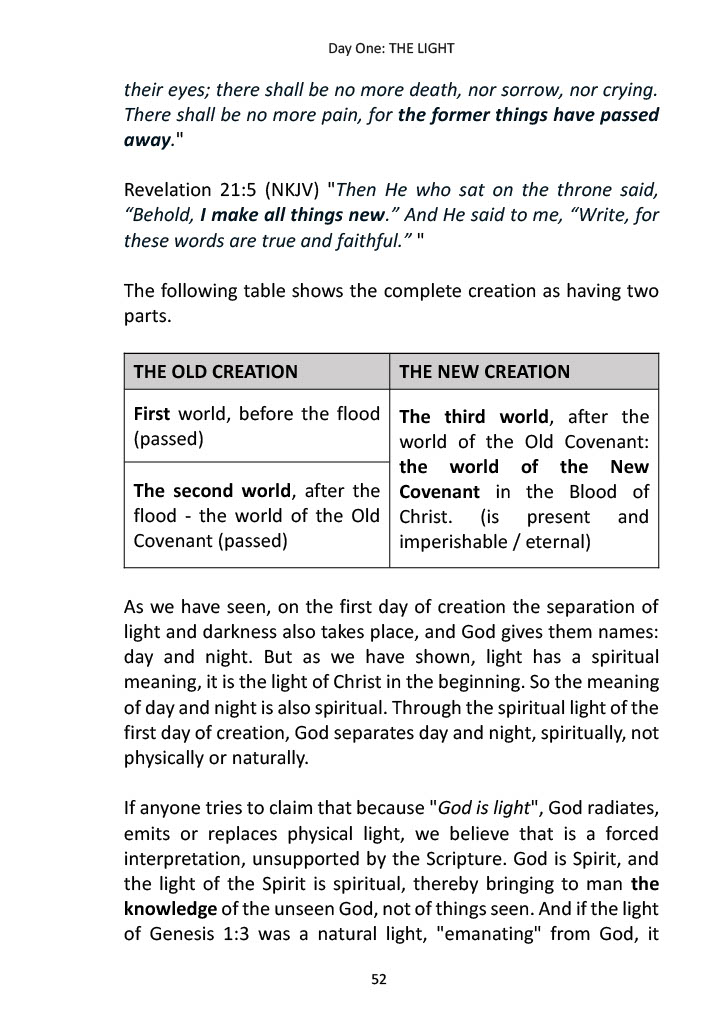 Day One: THE LIGHT
their eyes; there shall be no more death, nor sorrow, nor crying.
There shall be no more pain, for the former things have passed
away."
Revelation 21:5 (NKJV) "Then He who sat on the throne said,
“Behold, I make all things new.” And He said to me, “Write, for
these words are true and faithful.” "
The following table shows the complete creation as having two
parts.
THE OLD CREATION
THE NEW CREATION
First world, before the flood
(passed)
The second world, after the
flood - the world of the Old
Covenant (passed)
The third world, after the
world of the Old Covenant:
the world of the New
Covenant in the Blood of
Christ. (is present and
imperishable / eternal)
As we have seen, on the first day of creation the separation of
light and darkness also takes place, and God gives them names:
day and night. But as we have shown, light has a spiritual
meaning, it is the light of Christ in the beginning. So the meaning
of day and night is also spiritual. Through the spiritual light of the
first day of creation, God separates day and night, spiritually, not
physically or naturally.
If anyone tries to claim that because "God is light", God radiates,
emits or replaces physical light, we believe that is a forced
interpretation, unsupported by the Scripture. God is Spirit, and
the light of the Spirit is spiritual, thereby bringing to man the
knowledge of the unseen God, not of things seen. And if the light
of Genesis 1:3 was a natural light, "emanating" from God, it
52